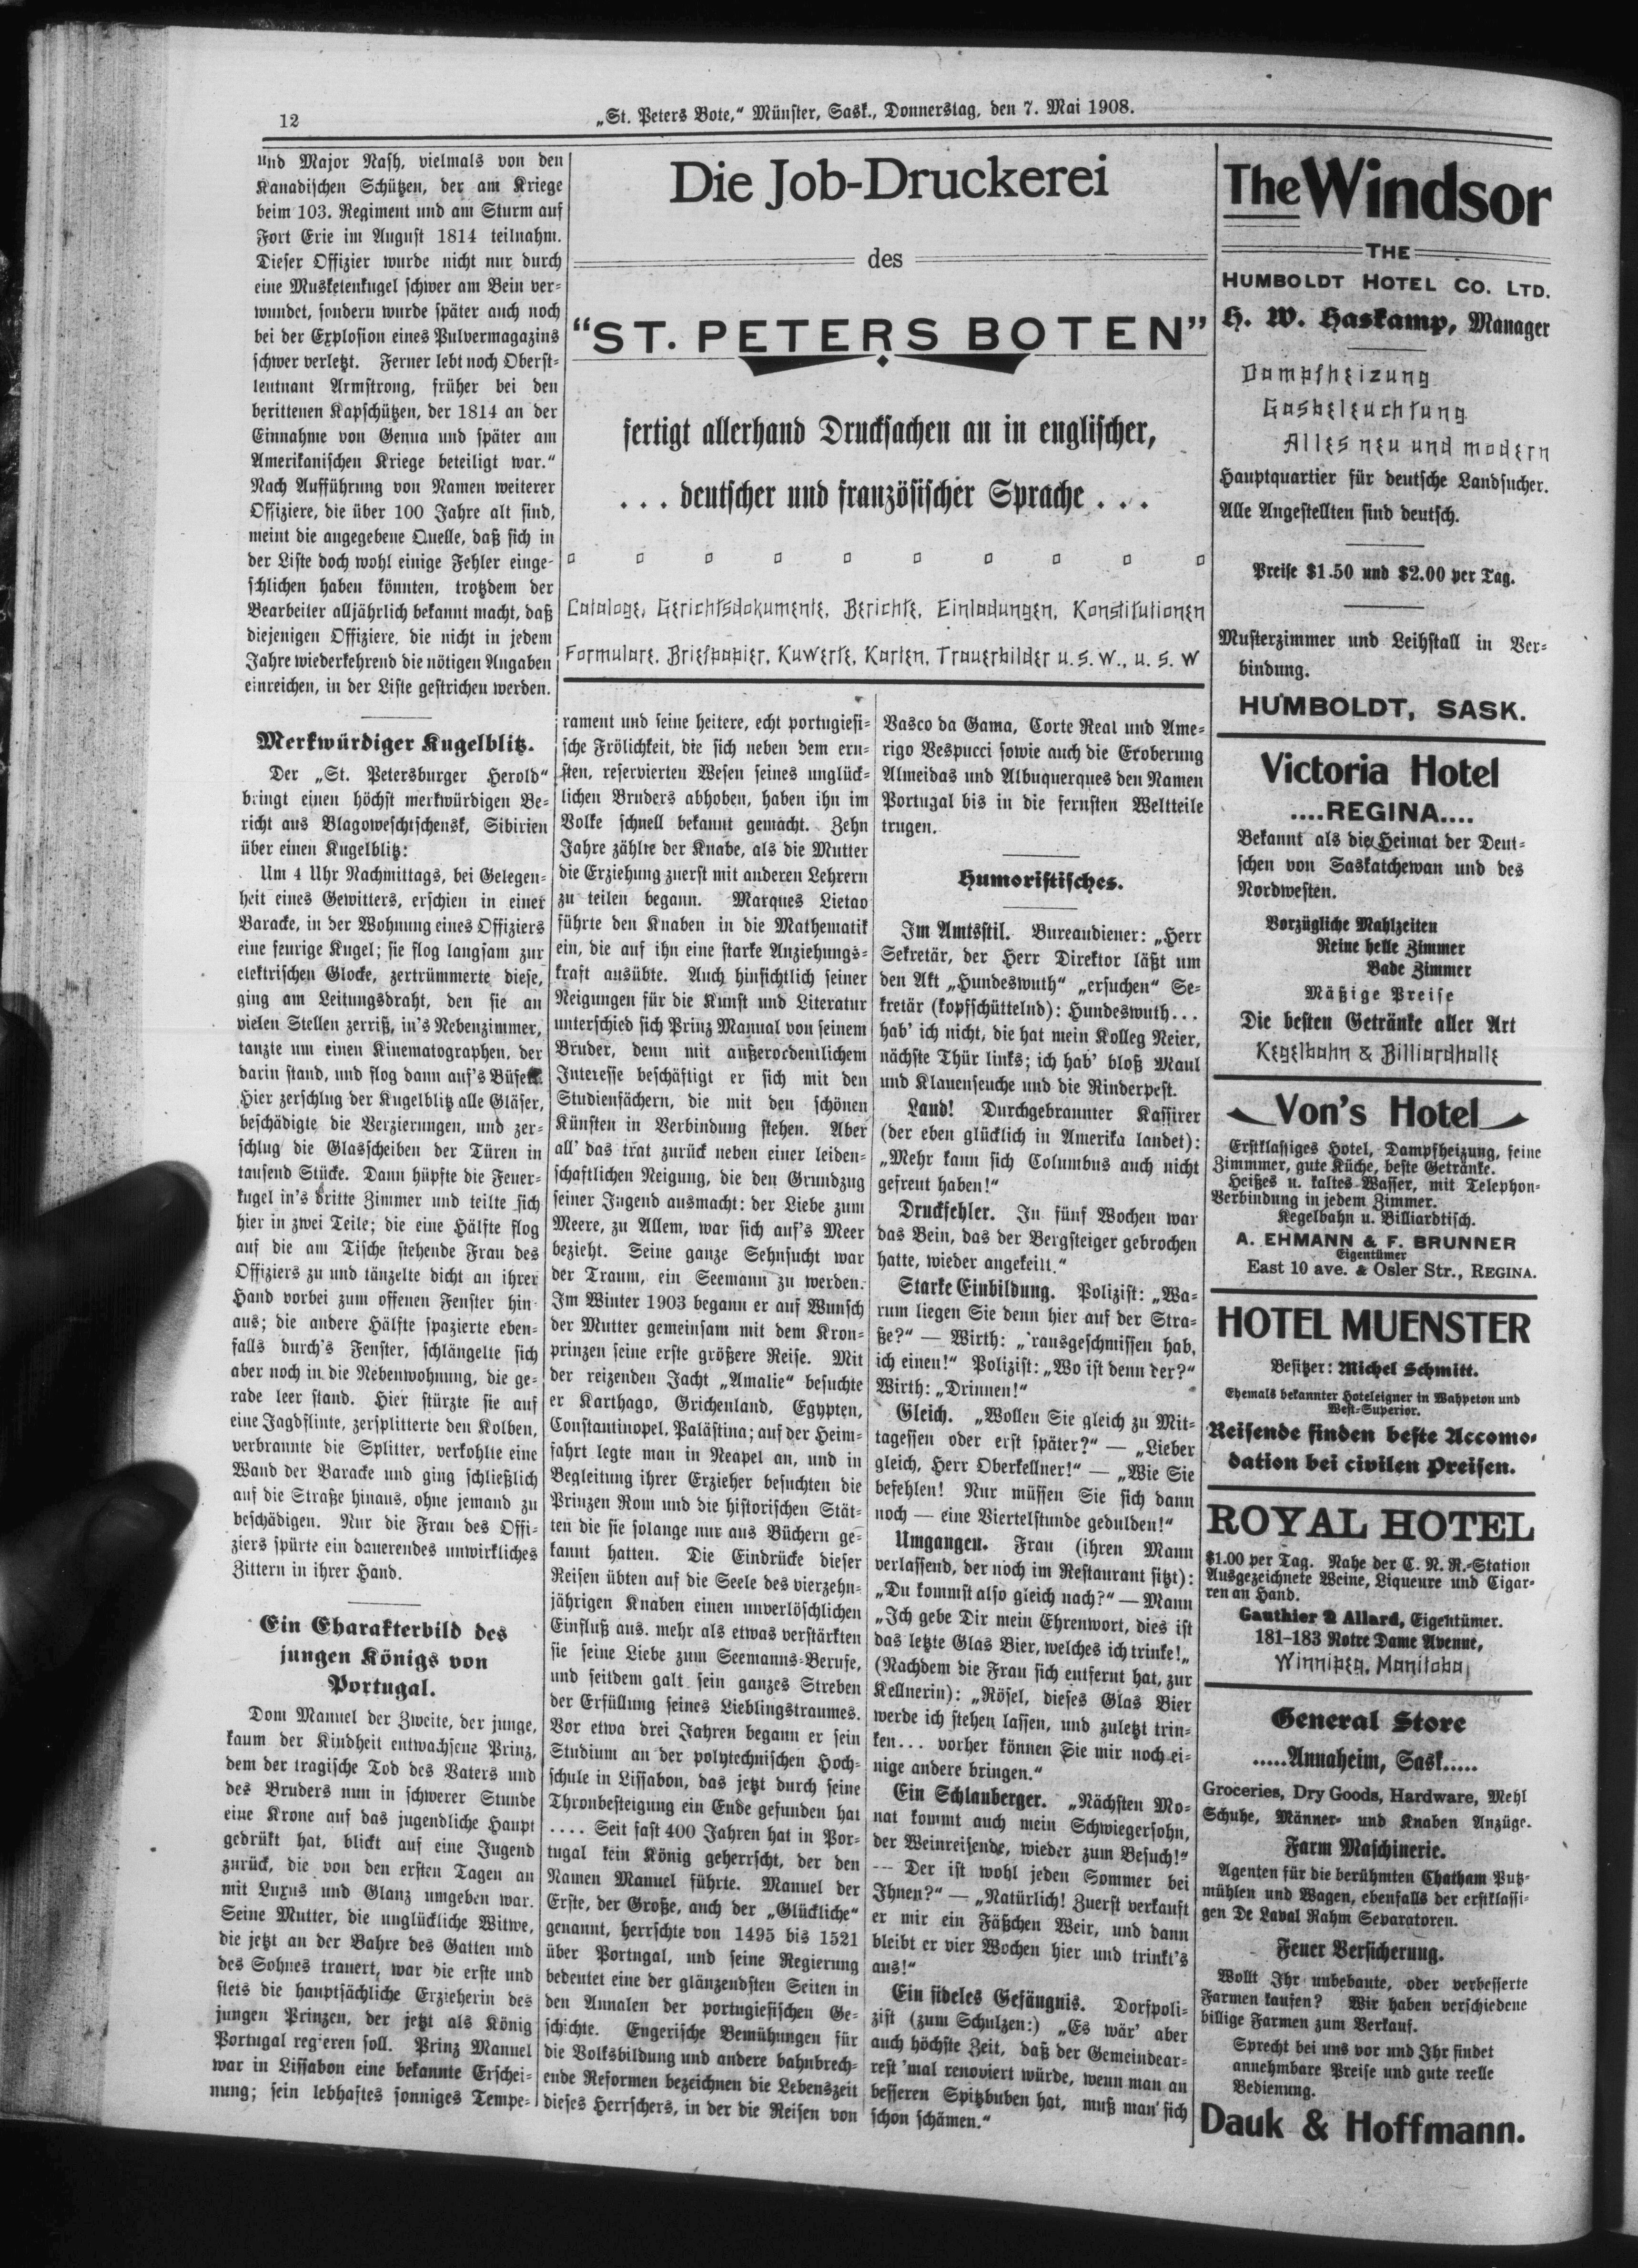 12
„St. Peters Bote,“ Münster, Sask., Donnerstag, den 7. Mai 1908.
und Major Nash, vielmals von den
Kanadischen Schützen, der am Kriege
beim 103. Regiment und am Sturm auf
Fort Erie im August 1814 teilnahm.
Dieser Offizier wurde nicht nur durch
eine Musketenkugel schwer am Bein ver-
wundet, sondern wurde später auch noch
bei der Explosion eines Pulvermagazins
schwer verletzt. Ferner lebt noch Oberst-
leutnant Armstrong, früher bei den
berittenen Kapschützen, der 1814 an der
Einnahme von Genua und später am
Amerikanischen Kriege beteiligt war.“
Nach Aufführung von Namen weiterer
Offiziere, die über 100 Jahre alt sind,
meint die angegebene Quelle, daß sich in
der Liste doch wohl einige Fehler einge-
schlichen haben könnten, trotzdem der
Bearbeiter alljährlich bekannt macht, daß
diejenigen Offiziere, die nicht in jedem
Jahre wiederkehrend die nötigen Angaben
einreichen, in der Liste gestrichen werden.
Merkwürdiger Kugelblitz.
Der „St. Petersburger Herold“
bringt einen höchst merkwürdigen Be-
richt aus Blagoweschtschensk, Sibirien
über einen Kugelblitz:
Um 4 Uhr Nachmittags, bei Gelegen-
heit eines Gewitters, erschien in einer
Baracke, in der Wohnung eines Offiziers
eine feurige Kugel; sie flog langsam zur
elektrischen Glocke, zertrümmerte diese,
ging am Leitungsdraht, den sie an
vielen Stellen zerriß, in's Nebenzimmer,
tanzte um einen Kinematographen, der
darin stand, und flog dann auf's Büfett.
Hier zerschlug der Kugelblitz alle Gläser,
beschädigte die Verzierungen, und zer-
schlug die Glasscheiben der Türen in
tausend Stücke. Dann hüpfte die Feuer-
kugel in's dritte Zimmer und teilte sich
hier in zwei Teile; die eine Hälfte flog
auf die am Tische stehende Frau des
Offiziers zu und tänzelte dicht an ihrer
Hand vorbei zum offenen Fenster hin-
aus; die andere Hälfte spazierte eben-
falls durch's Fenster, schlängelte sich
aber noch in die Nebenwohnung, die ge-
rade leer stand. Hier stürzte sie auf
eine Jagdflinte, zersplitterte den Kolben,
verbrannte die Splitter, verkohlte eine
Wand der Baracke und ging schließlich
auf die Straße hinaus, ohne jemand zu
beschädigen. Nur die Frau des Offi-
ziers spürte ein dauerendes unwirkliches
Zittern in ihrer Hand.
Ein Charakterbild des
jungen Königs von
Portugal.
Dom Manuel der Zweite, der junge,
kaum der Kindheit entwachsene Prinz,
dem der tragische Tod des Vaters und
des Bruders nun in schwerer Stunde
eine Krone auf das jugendliche Haupt
gedrükt hat, blickt auf eine Jugend
zurück, die von den ersten Tagen an
mit Luxus und Glanz umgeben war.
Seine Mutter, die unglückliche Witwe,
die jetzt an der Bahre des Gatten und
des Sohnes trauert, war die erste und
stets die hauptsächliche Erzieherin des
jungen Prinzen, der jetzt als König
Portugal regieren soll. Prinz Manuel
war in Lissabon eine bekannte Erschei-
nung; sein lebhaftes sonniges Tempe-
Die Job-Druckerei
des
“ST. PETERS BOTEN”
fertigt allerhand Drucksachen an in englischer,
. . . deutscher und französischer Sprache . . .
Cataloge, Gerichtsdokumente, Berichte, Einladungen, Konstitutionen
Formulare, Briefpapier, Kuwerte, Karten, Trauerbilder u. s. w., u. s. w
rament und seine heitere, echt portugiesi-
sche Frölichkeit, die sich neben dem ern-
sten, reservierten Wesen seines unglück-
lichen Bruders abhoben, haben ihn im
Volke schnell bekannt gemacht. Zehn
Jahre zählte der Knabe, als die Mutter
die Erziehung zuerst mit anderen Lehrern
zu teilen begann. Marques Lietao
führte den Knaben in die Mathematik
ein, die auf ihn eine starke Anziehungs-
kraft ausübte. Auch hinsichtlich seiner
Neigungen für die Kunst und Literatur
unterschied sich Prinz Manual von seinem
Bruder, denn mit außerordentlichem
Interesse beschäftigt er sich mit den
Studienfächern, die mit den schönen
Künsten in Verbindung stehen. Aber
all' das trat zurück neben einer leiden-
schaftlichen Neigung, die den Grundzug
seiner Jugend ausmacht: der Liebe zum
Meere, zu Allem, war sich auf's Meer
bezieht. Seine ganze Sehnsucht war
der Traum, ein Seemann zu werden.
Im Winter 1903 begann er auf Wunsch
der Mutter gemeinsam mit dem Kron-
prinzen seine erste größere Reise. Mit
der reizenden Jacht „Amalie“ besuchte
er Karthago, Grichenland, Egypten,
Constantinopel, Palästina; auf der Heim-
fahrt legte man in Neapel an, und in
Begleitung ihrer Erzieher besuchten die
Prinzen Rom und die historischen Stät-
ten die sie solange nur aus Büchern ge-
kannt hatten. Die Eindrücke dieser
Reisen übten auf die Seele des vierzehn-
jährigen Knaben einen unverlöschlichen
Einfluß aus. mehr als etwas verstärkten
sie seine Liebe zum Seemanns-Berufe,
und seitdem galt sein ganzes Streben
der Erfüllung seines Lieblingstraumes.
Vor etwa drei Jahren begann er sein
Studium an der polytechnischen Hoch-
schule in Lissabon, das jetzt durch seine
Thronbesteigung ein Ende gefunden hat
.... Seit fast 400 Jahren hat in Por-
tugal kein König geherrscht, der den
Namen Manuel führte. Manuel der
Erste, der Große, auch der „Glückliche“
genannt, herrschte von 1495 bis 1521
über Portugal, und seine Regierung
bedeutet eine der glänzendsten Seiten in
den Annalen der portugiesischen Ge-
schichte. Engerische Bemühungen für
die Volksbildung und andere bahnbrech-
ende Reformen bezeichnen die Lebenszeit
dieses Herrschers, in der die Reisen von
Vasco da Gama, Corte Real und Ame-
rigo Vespucci sowie auch die Eroberung
Almeidas und Albuquerques den Namen
Portugal bis in die fernsten Weltteile
trugen.
Humoristisches.
Im Amtsstil. Bureaudiener: „Herr
Sekretär, der Herr Direktor läßt um
den Akt „Hundeswuth“ „ersuchen“ Se-
kretär (kopfschüttelnd): Hundeswuth...
hab' ich nicht, die hat mein Kolleg Neier,
nächste Thür links; ich hab' bloß Maul
und Klauenseuche und die Rinderpest.
Land! Durchgebrannter Kassirer
(der eben glücklich in Amerika landet):
„Mehr kann sich Columbus auch nicht
gefreut haben!“
Druckfehler. In fünf Wochen war
das Bein, das der Bergsteiger gebrochen
hatte, wieder angekeilt.“
Starke Einbildung. Polizist: „Wa-
rum liegen Sie denn hier auf der Stra-
ße?“ — Wirth: „'rausgeschmissen hab,
ich einen!“ Polizist: „Wo ist denn der?“
Wirth: „Drinnen!“
Gleich. „Wollen Sie gleich zu Mit-
tagessen oder erst später?“ — „Lieber
gleich, Herr Oberkellner!“ — „Wie Sie
befehlen! Nur müssen Sie sich dann
noch — eine Viertelstunde gedulden!“
Umgangen. Frau (ihren Mann
verlassend, der noch im Restaurant sitzt):
„Du kommst also gleich nach?“ — Mann
„Ich gebe Dir mein Ehrenwort, dies ist
das letzte Glas Bier, welches ich trinke!„
(Nachdem die Frau sich entfernt hat, zur
Kellnerin): „Rösel, dieses Glas Bier
werde ich stehen lassen, und zuletzt trin-
ken... vorher können Sie mir noch ei-
nige andere bringen.“
Ein Schlauberger. „Nächsten Mo-
nat kommt auch mein Schwiegersohn,
der Weinreisende, wieder zum Besuch!“
--- Der ist wohl jeden Sommer bei
Ihnen?“ — „Natürlich! Zuerst verkauft
er mir ein Fäßchen Weir, und dann
bleibt er vier Wochen hier und trinkt's
aus!“
Ein fideles Gefängnis. Dorfpoli-
zist (zum Schulzen:) „Es wär' aber
auch höchste Zeit, daß der Gemeindear-
rest 'mal renoviert würde, wenn man an
besseren Spitzbuben hat, muß man' sich
schon schämen.“
The Windsor
THE
HUMBOLDT HOTEL CO. LTD.
H. W. Haskamp, Manager
Dampfheizung
Gasbeleuchtung
Alles neu und modern
Hauptquartier für deutsche Landsucher.
Alle Angestellten sind deutsch.
Preise $1.50 und $2.00 per Tag.
Musterzimmer und Leihstall in Ver-
bindung.
HUMBOLDT, SASK.
Victoria Hotel
....REGINA....
Bekannt als die Heimat der Deut-
schen von Saskatchewan und des
Nordwesten.
Vorzügliche Mahlzeiten
Reine helle Zimmer
Bade Zimmer
Mäßige Preise
Die besten Getränke aller Art
Kegelbahn & Billiardhalle
Von's Hotel
Erstklassiges Hotel, Dampfheizung, feine
Zimmmer, gute Küche, beste Getränke.
Heißes u. kaltes Wasser, mit Telephon-
Verbindung in jedem Zimmer.
Kegelbahn u. Billiardtisch.
A. EHMANN & F. BRUNNER
Eigentümer
East 10 ave. & Osler Str., REGINA.
HOTEL MUENSTER
Besitzer: Michel Schmitt.
Ehemals bekannter Hoteleigner in Wahpeton und
West-Superior.
Reisende finden beste Accomo-
dation bei civilen Preisen.
ROYAL HOTEL
$1.00 per Tag. Nahe der C. N. R.-Station
Ausgezeichnete Weine, Liqueure und Cigar-
ren an Hand.
Gauthier & Allard, Eigentümer.
181-183 Notre Dame Avenue,
Winnipeg, Manitoba
General Store
.....Annaheim, Sask.....
Groceries, Dry Goods, Hardware, Mehl
Schuhe, Männer- und Knaben Anzüge.
Farm Maschinerie.
Agenten für die berühmten Chatham Putz-
mühlen und Wagen, ebenfalls der erstklassi-
gen De Laval Rahm Separatoren.
Feuer Versicherung.
Wollt Ihr unbebaute, oder verbesserte
Farmen kaufen? Wir haben verschiedene
billige Farmen zum Verkauf.
Sprecht bei uns vor und Ihr findet
annehmbare Preise und gute reelle
Bedienung.
Dauk & Hoffmann.